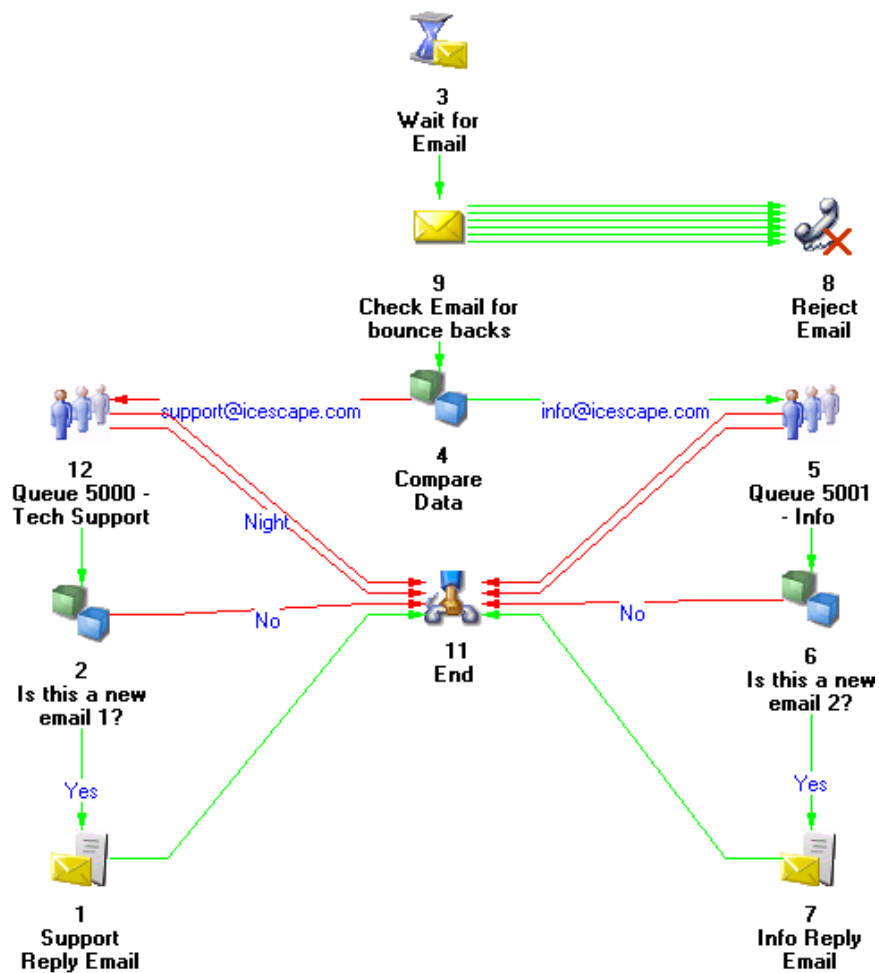 3
Wait for
Email
9
Check Email for
bounce backs
8
Reject
Email
support@icescape.com
info@icescape.com
12
Queue 5000 -
Tech Support
4
Compare
Data
5
Queue 5001
- Info
Night
No
No
2
Is this a new
email 1?
11
End
6
Is this a new
email 2?
Yes
Yes
1
Support
Reply Email
7
Info Reply
Email